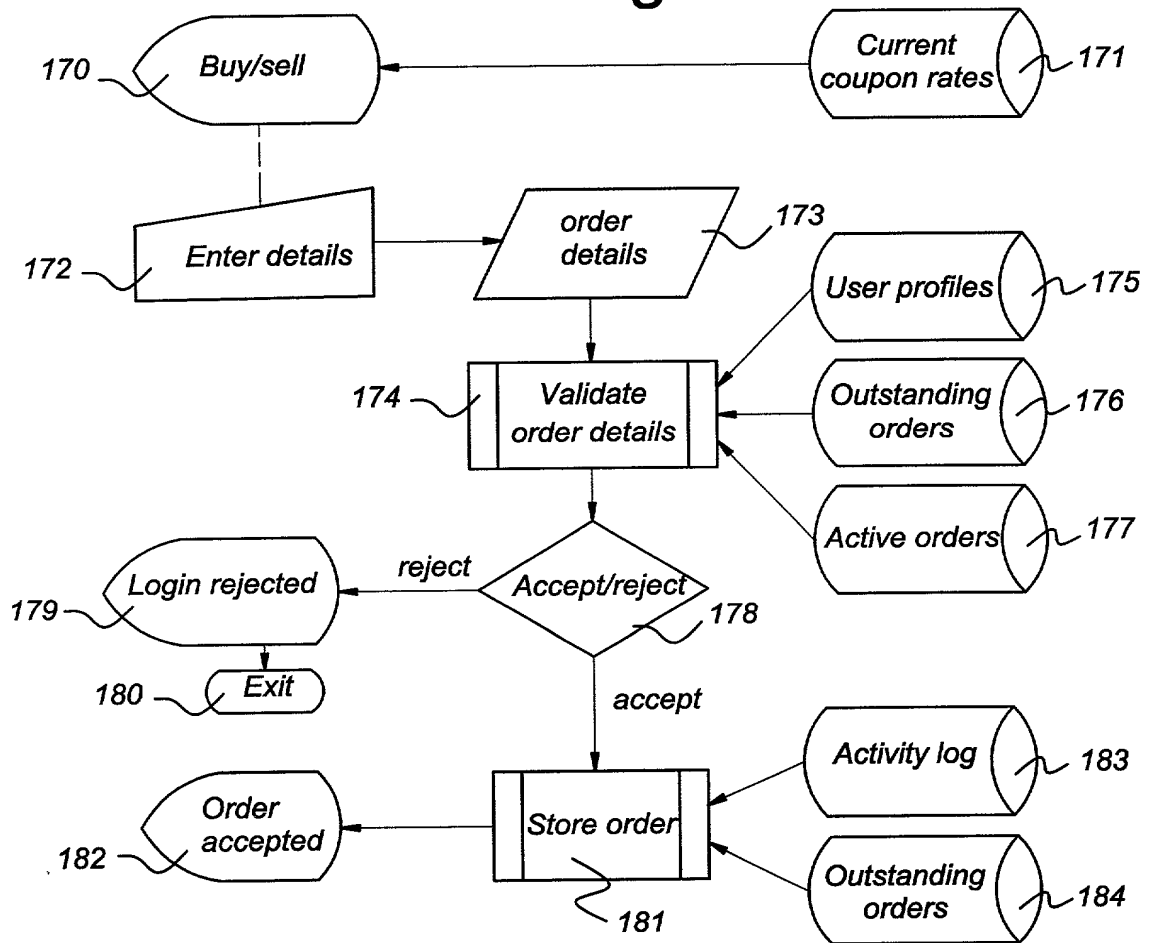 Buy/sell
170
Current
coupon rates
171
Enter details
172
order
details
173
User profiles
175
174
Validate
order details
Outstanding
orders
176
Active orders
177
reject
Login rejected
179
Accept/reject
178
Exit
180
accept
Activity log
183
Order
accepted
182
Store order
181
Outstanding
orders
184